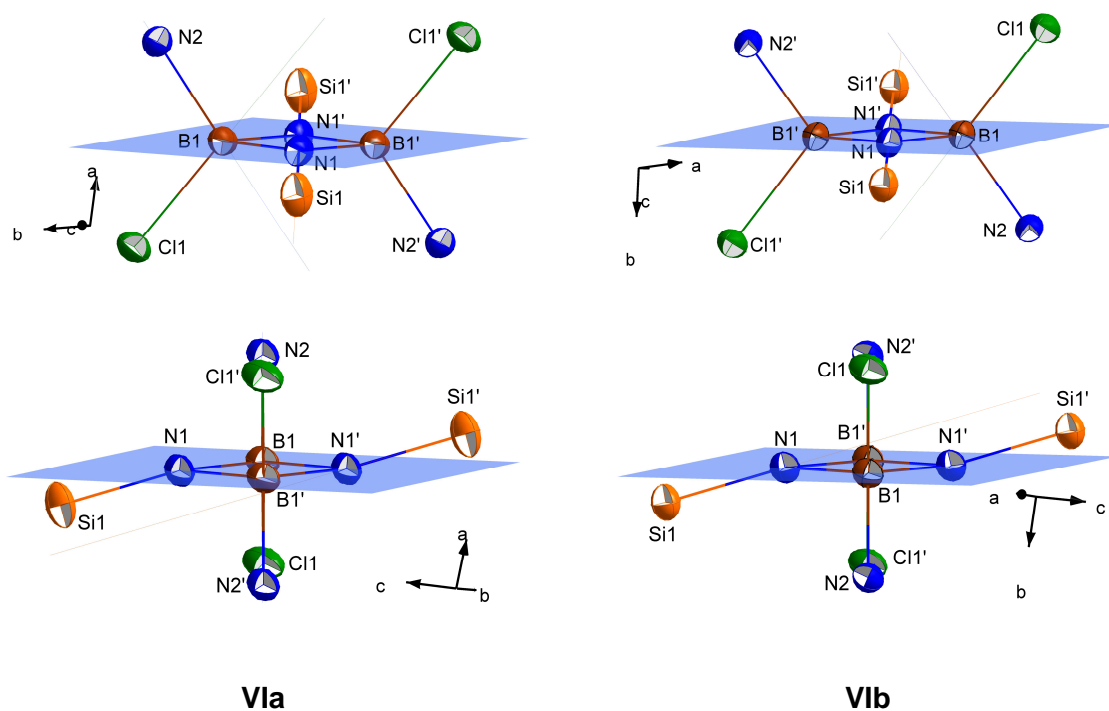 N2 Cl1'
Si1'
N1'
B1 N1 B1'
Si1
a
b c
Cl1 N2'
N2' Cl1
Si1'
N1'
B1' N1 B1
Si1
a
c
b
Cl1' N2
N2
Cl1'
Si1'
N1 B1 N1'
B1'
Si1
a
Cl1
N2'
c b
N2'
Cl1
Si1'
N1 B1' N1'
B1
Si1
a c
Cl1'
N2
b
VIa VIb